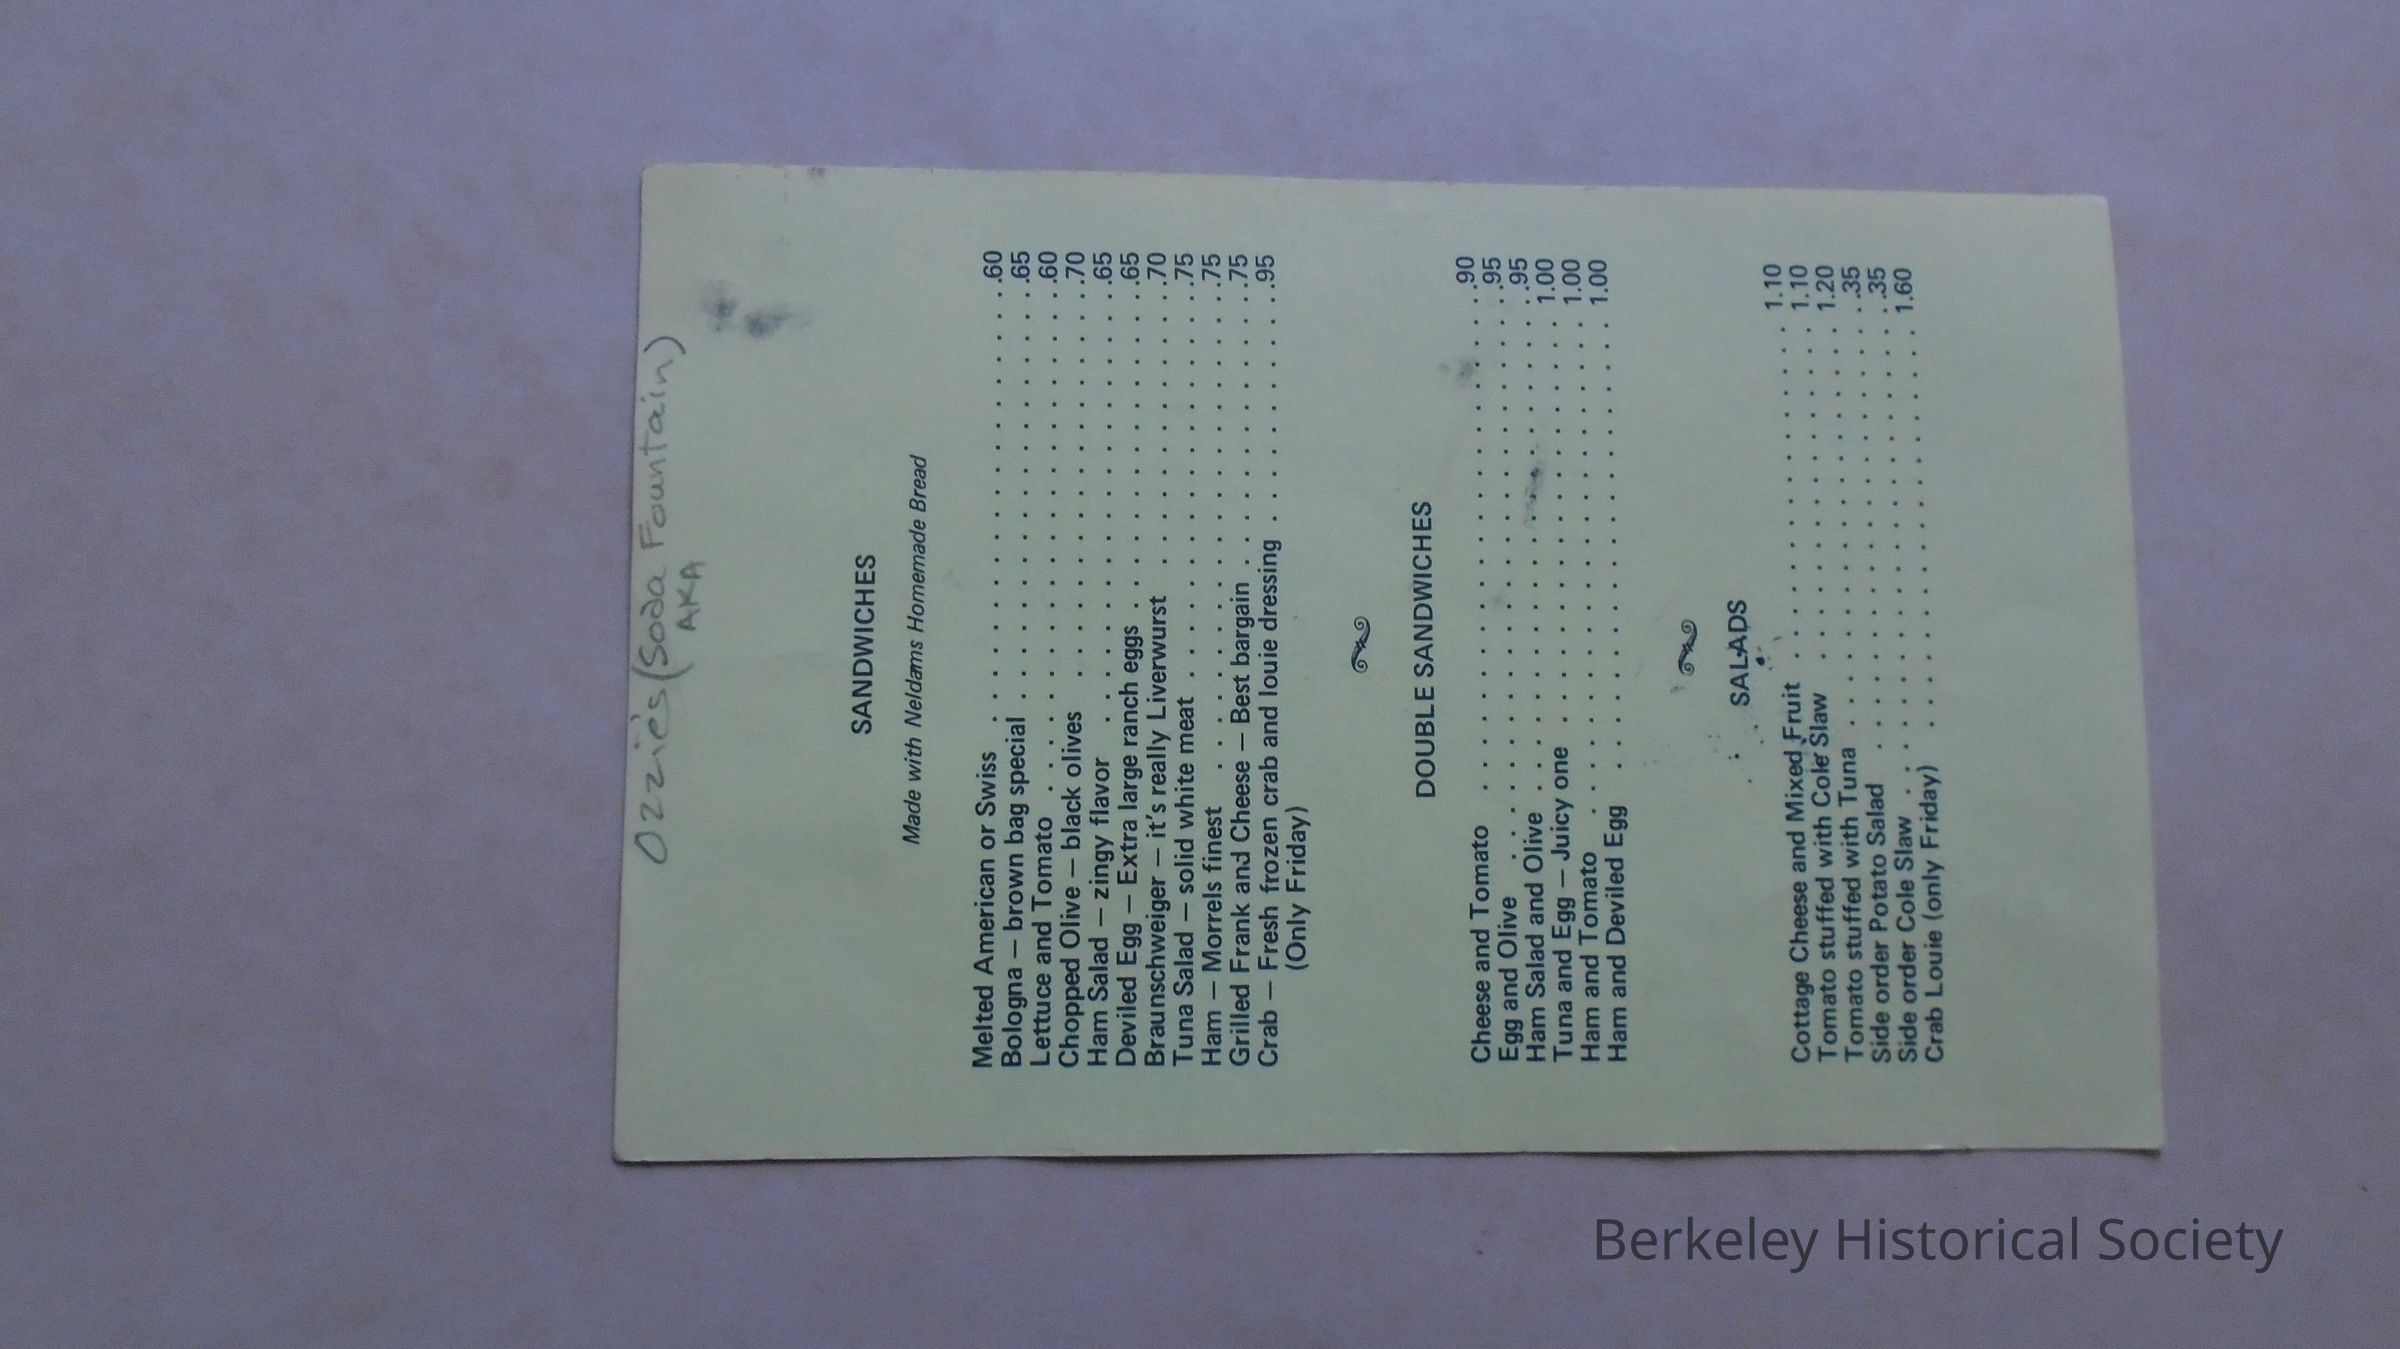 Ozzie's (Soda Fountain)
AKA
SANDWICHES
Made with Neldams Homemade Bread
Melted American or Swiss . . . . . . . . . . . . . . . . . .60
Bologna — brown bag special . . . . . . . . . . . . . . . . . .65
Lettuce and Tomato . . . . . . . . . . . . . . . . . .60
Chopped Olive — black olives . . . . . . . . . . . . . . . . . .70
Ham Salad — zingy flavor . . . . . . . . . . . . . . . . . .65
Deviled Egg — Extra large ranch eggs . . . . . . . . . . . . . . .65
Braunschweiger — it's really Liverwurst . . . . . . . . . . . . . .70
Tuna Salad — solid white meat . . . . . . . . . . . . . . . . .75
Ham — Morrels finest . . . . . . . . . . . . . . . . . .75
Grilled Frank and Cheese — Best bargain . . . . . . . . . . . . . .75
Crab — Fresh frozen crab and louie dressing . . . . . . . . . . . .95
(Only Friday)
DOUBLE SANDWICHES
Cheese and Tomato . . . . . . . . . . . . . . . . . .90
Egg and Olive . . . . . . . . . . . . . . . . . .95
Ham Salad and Olive . . . . . . . . . . . . . . . . . .95
Tuna and Egg — Juicy one . . . . . . . . . . . . . . . . . 1.00
Ham and Tomato . . . . . . . . . . . . . . . . . 1.00
Ham and Deviled Egg . . . . . . . . . . . . . . . . . 1.00
SALADS
Cottage Cheese and Mixed Fruit . . . . . . . . . . . . . . . 1.10
Tomato stuffed with Cole Slaw . . . . . . . . . . . . . . . 1.10
Tomato stuffed with Tuna . . . . . . . . . . . . . . . . 1.20
Side order Potato Salad . . . . . . . . . . . . . . . . . .35
Side order Cole Slaw . . . . . . . . . . . . . . . . . .35
Crab Louie (only Friday) . . . . . . . . . . . . . . . . 1.60
Berkeley Historical Society